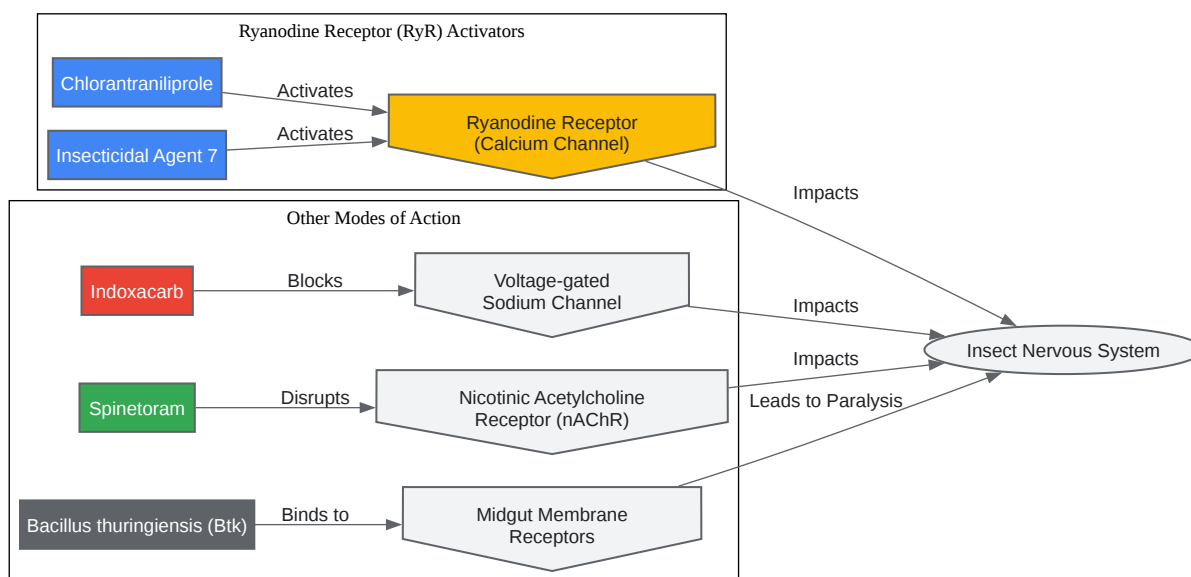 Ryanodine Receptor (RyR) Activators
Chlorantraniliprole
Activates
Insecticidal Agent 7
Activates
Ryanodine Receptor
(Calcium Channel)
Impacts
Other Modes of Action
Indoxacarb
Blocks
Voltage-gated
Sodium Channel
Impacts
Spinetoram
Disrupts
Nicotinic Acetylcholine
Receptor (nAChR)
Impacts
Bacillus thuringiensis (Btk)
Binds to
Midgut Membrane
Receptors
Leads to Paralysis
Insect Nervous System